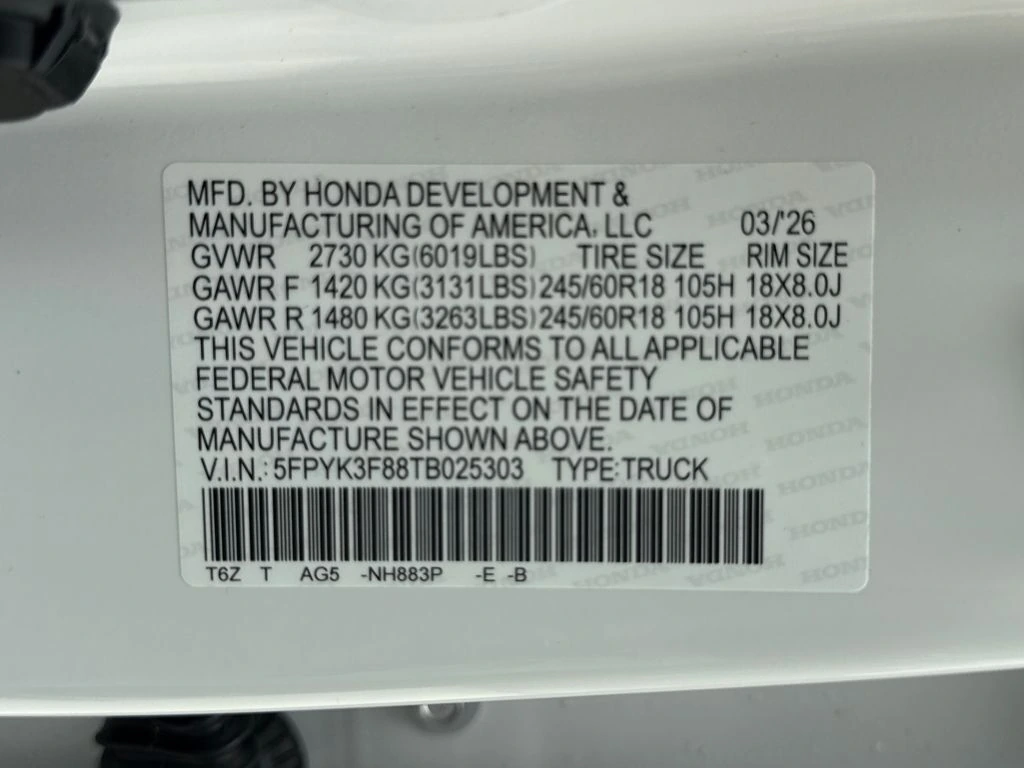 MFD. BY HONDA DEVELOPMENT &
MANUFACTURING OF AMERICA, LLC 03/'26
GVWR 2730 KG(6019LBS) TIRE SIZE RIM SIZE
GAWR F 1420 KG(3131LBS) 245/60R18 105H 18X8.0J
GAWR R 1480 KG(3263LBS) 245/60R18 105H 18X8.0J
THIS VEHICLE CONFORMS TO ALL APPLICABLE
FEDERAL MOTOR VEHICLE SAFETY
STANDARDS IN EFFECT ON THE DATE OF
MANUFACTURE SHOWN ABOVE.
V.I.N.: 5FPYK3F88TB025303 TYPE:TRUCK
T6Z T AG5 -NH883P -E -B